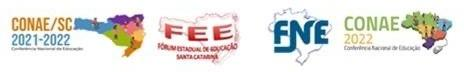 CONAE/SC
2021-2022
Conferência Nacional de Educação
FEE
FÓRUM ESTADUAL DE EDUCAÇÃO
SANTA CATARINA
FNE
CONAE
2022
Conferência Nacional de Educação